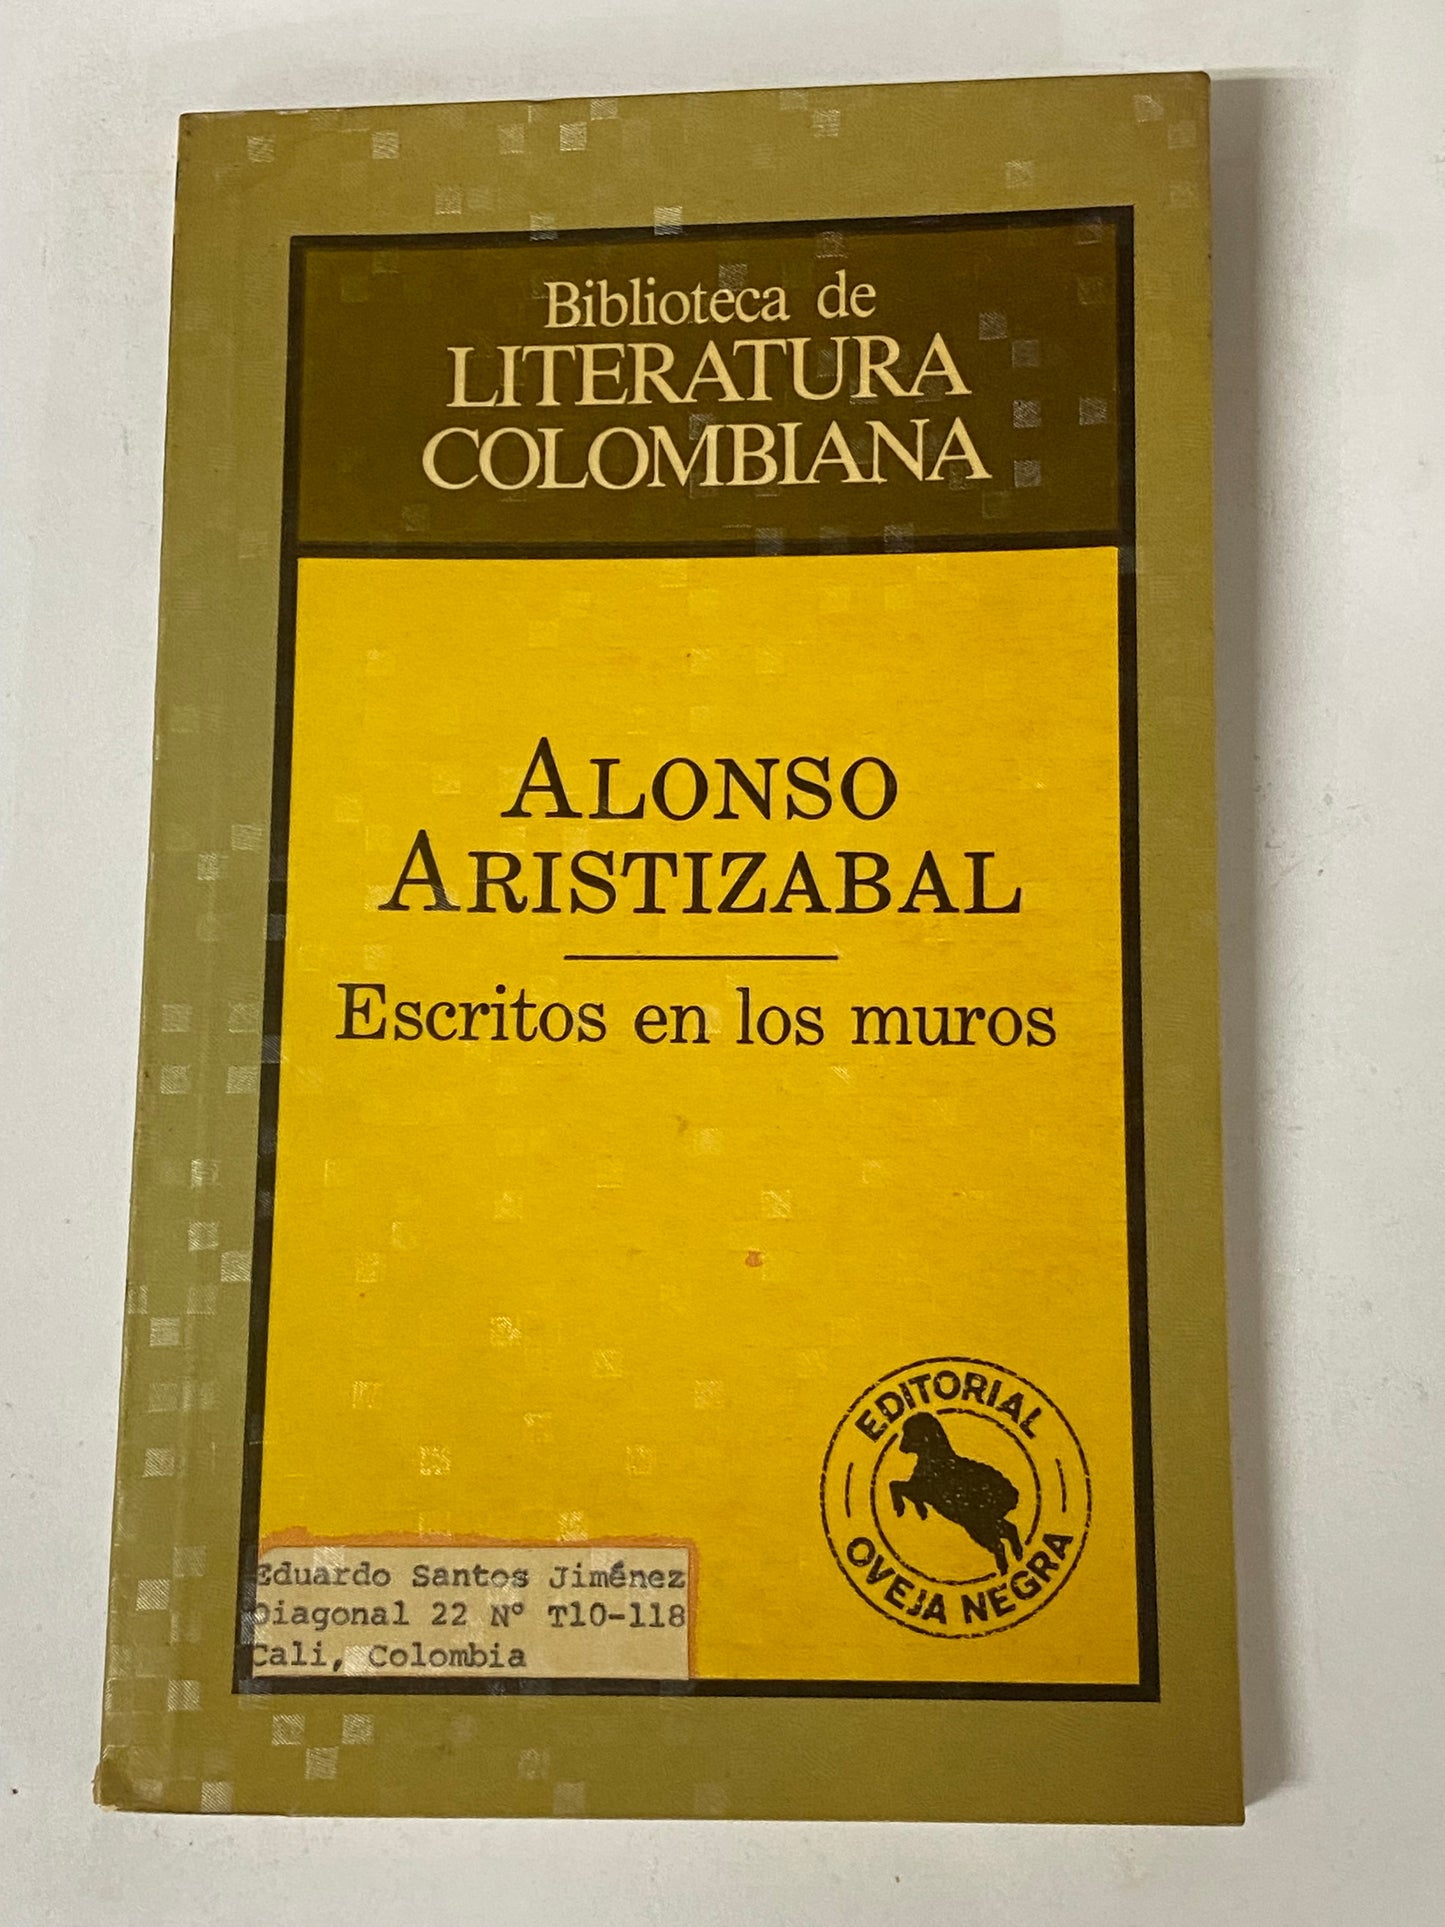 Biblioteca de
LITERATURA
COLOMBIANA
ALONSO
ARISTIZABAL
Escritos en los muros
EDITORIAL
OVEJA NEGRA
Eduardo Santos Jiménez
Diagonal 22 Nº T10-118
Cali, Colombia